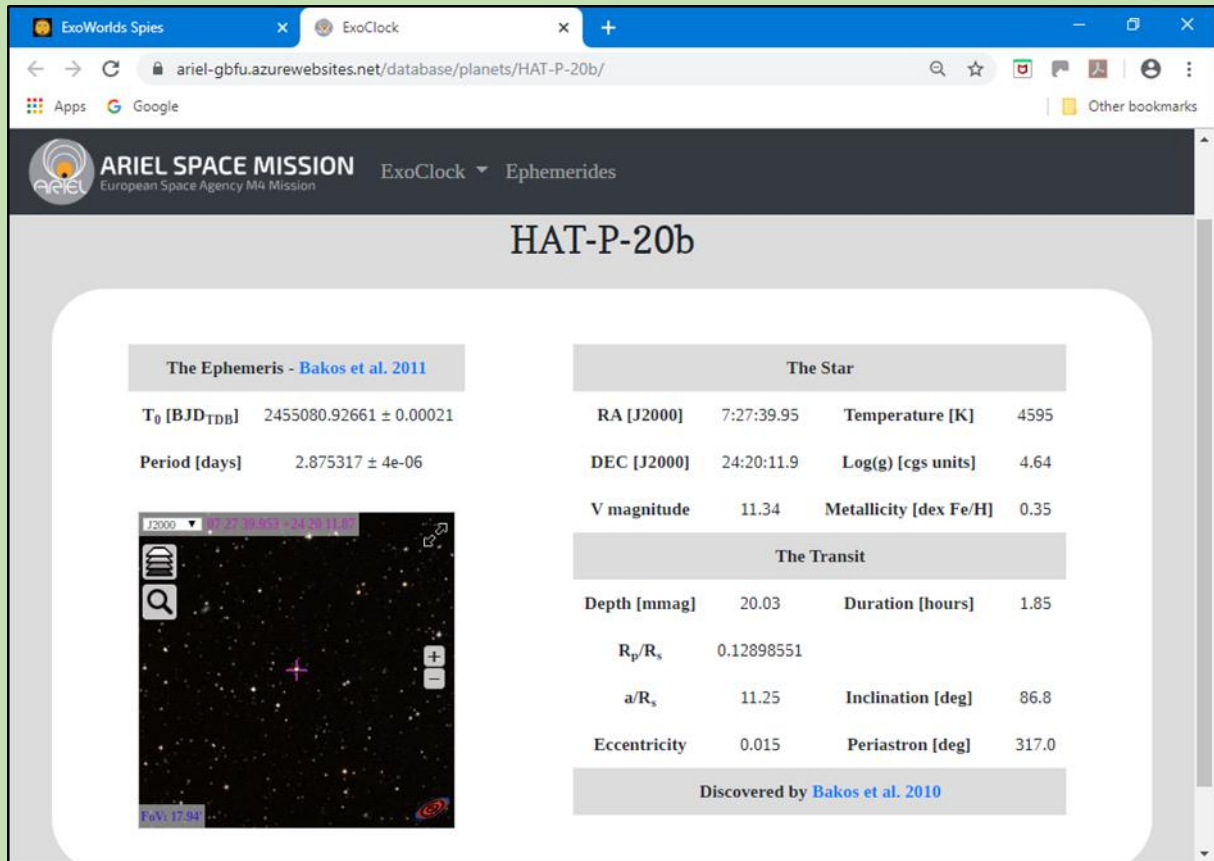 ExoWorlds Spies
ExoClock
ariel-gbfu.azurewebsites.net/database/planets/HAT-P-20b/
Apps Google Other bookmarks
ARIEL
ARIEL SPACE MISSION
European Space Agency M4 Mission
ExoClock Ephemerides
HAT-P-20b
The Ephemeris - Bakos et al. 2011
T₀ [BJD_TDB] 2455080.92661 ± 0.00021
Period [days] 2.875317 ± 4e-06
J2000 07 27 39.953 +24 20 11.87
FoV: 17.94'
The Star
RA [J2000] 7:27:39.95 Temperature [K] 4595
DEC [J2000] 24:20:11.9 Log(g) [cgs units] 4.64
V magnitude 11.34 Metallicity [dex Fe/H] 0.35
The Transit
Depth [mmag] 20.03 Duration [hours] 1.85
Rp/Rs 0.12898551
a/Rs 11.25 Inclination [deg] 86.8
Eccentricity 0.015 Periastron [deg] 317.0
Discovered by Bakos et al. 2010